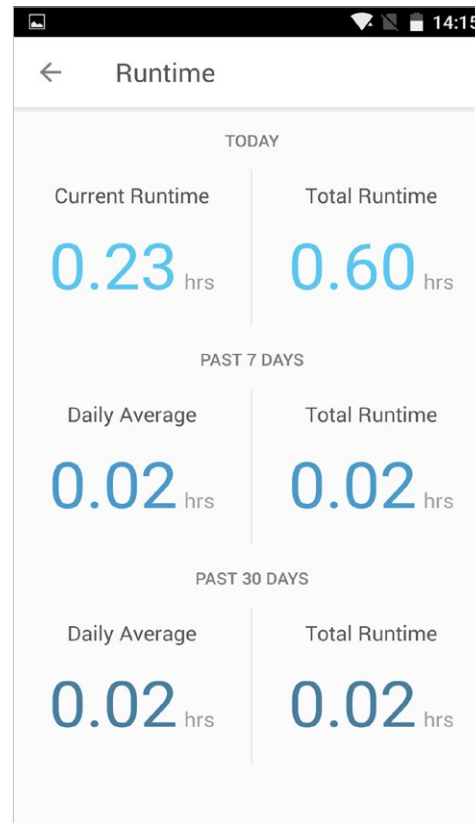 14:15
Runtime
TODAY
Current Runtime Total Runtime
0.23 hrs 0.60 hrs
PAST 7 DAYS
Daily Average Total Runtime
0.02 hrs 0.02 hrs
PAST 30 DAYS
Daily Average Total Runtime
0.02 hrs 0.02 hrs